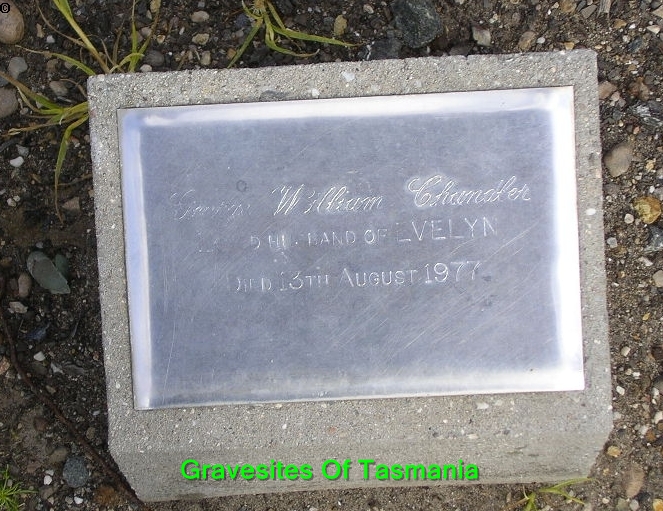 George William Chandler
LOVED HUSBAND OF EVELYN
DIED 13TH AUGUST 1977
Gravesites Of Tasmania
©